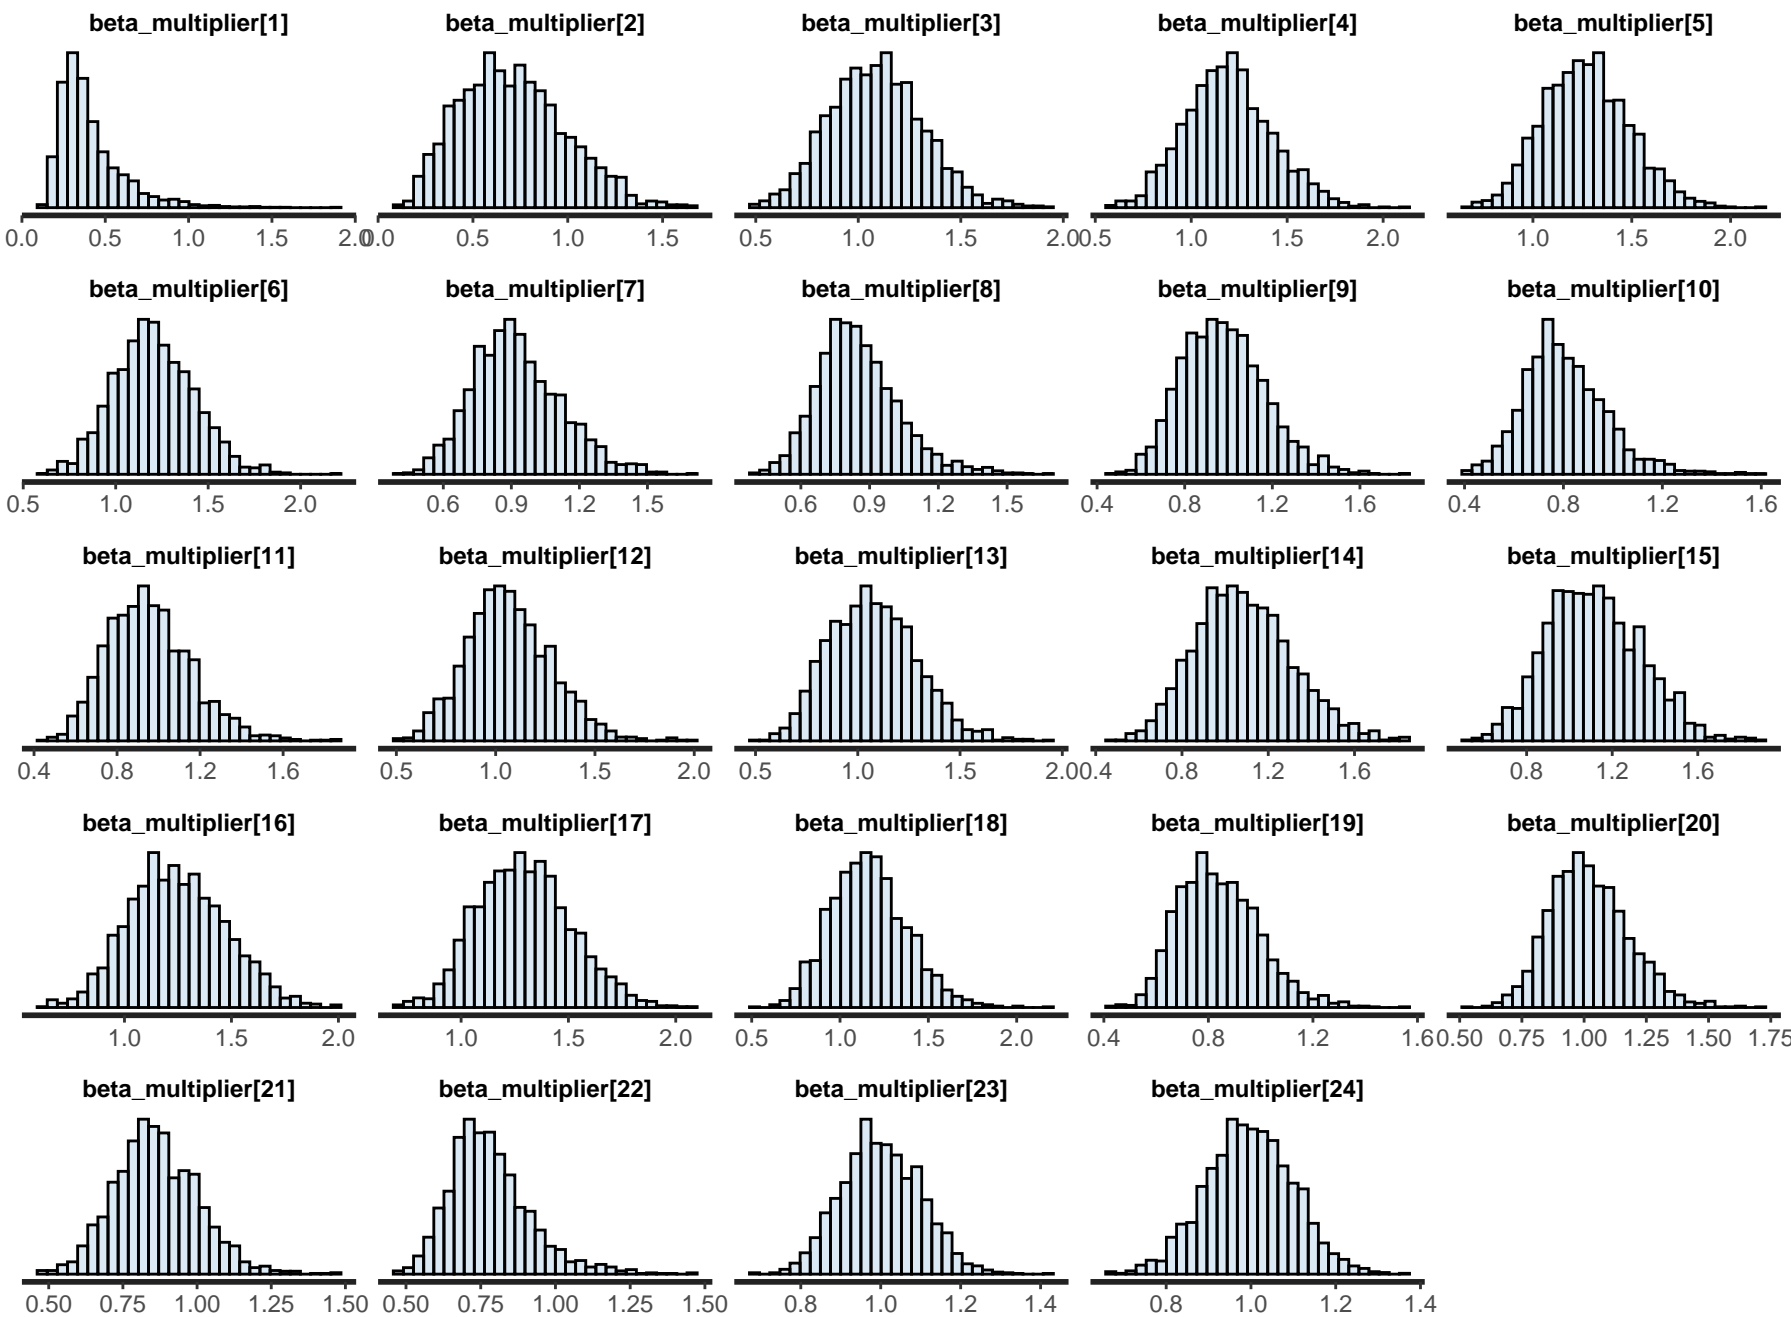 beta_multiplier[1] beta_multiplier[2] beta_multiplier[3] beta_multiplier[4] beta_multiplier[5]
0.0 0.5 1.0 1.5 2.0 0.0 0.5 1.0 1.5 0.5 1.0 1.5 2.0 0.5 1.0 1.5 2.0 1.0 1.5 2.0
beta_multiplier[6] beta_multiplier[7] beta_multiplier[8] beta_multiplier[9] beta_multiplier[10]
0.5 1.0 1.5 2.0 0.6 0.9 1.2 1.5 0.6 0.9 1.2 1.5 0.4 0.8 1.2 1.6 0.4 0.8 1.2 1.6
beta_multiplier[11] beta_multiplier[12] beta_multiplier[13] beta_multiplier[14] beta_multiplier[15]
0.4 0.8 1.2 1.6 0.5 1.0 1.5 2.0 0.5 1.0 1.5 2.0 0.4 0.8 1.2 1.6 0.8 1.2 1.6
beta_multiplier[16] beta_multiplier[17] beta_multiplier[18] beta_multiplier[19] beta_multiplier[20]
1.0 1.5 2.0 1.0 1.5 2.0 0.5 1.0 1.5 2.0 0.4 0.8 1.2 1.6 0.50 0.75 1.00 1.25 1.50 1.75
beta_multiplier[21] beta_multiplier[22] beta_multiplier[23] beta_multiplier[24]
0.50 0.75 1.00 1.25 1.50 0.50 0.75 1.00 1.25 1.50 0.8 1.0 1.2 1.4 0.8 1.0 1.2 1.4